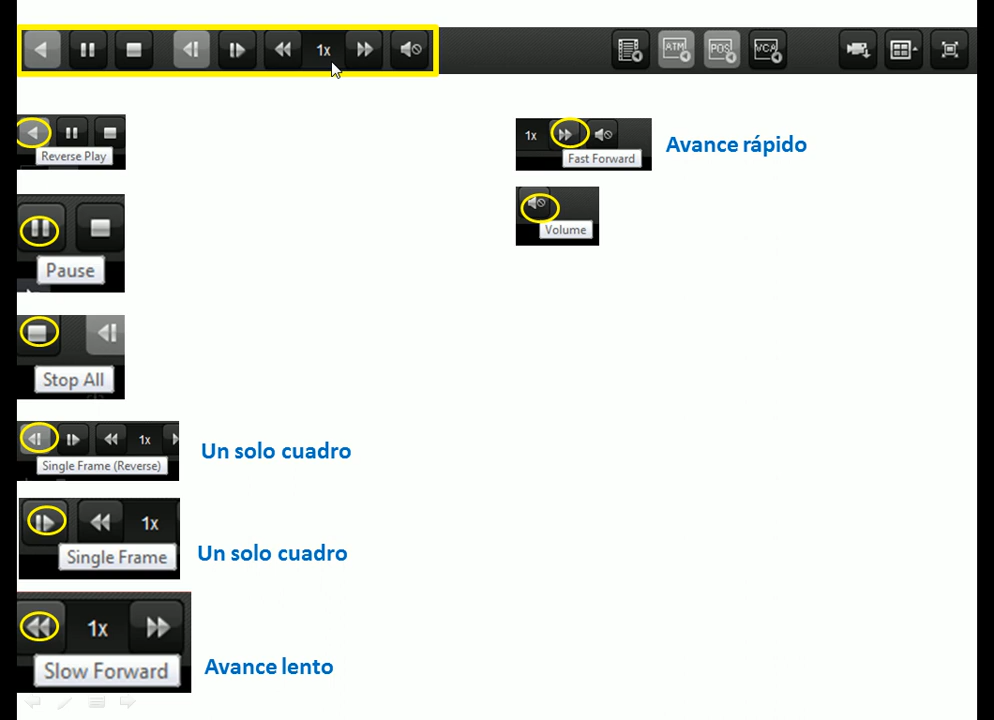 1x
ATM
POS
VCA
Reverse Play
Pause
Stop All
1x
Single Frame (Reverse)
Un solo cuadro
1x
Single Frame
Un solo cuadro
1x
Slow Forward
Avance lento
1x
Fast Forward
Avance rápido
Volume